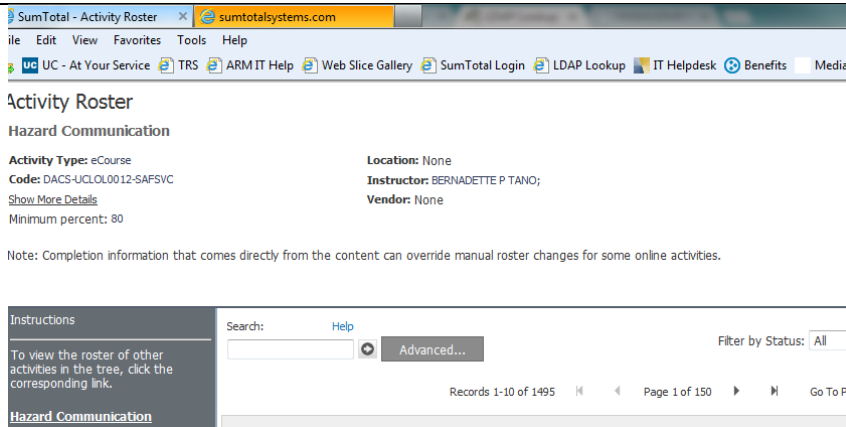 SumTotal - Activity Roster × sumtotalsystems.com
ile Edit View Favorites Tools Help
UC UC - At Your Service TRS ARM IT Help Web Slice Gallery SumTotal Login LDAP Lookup IT Helpdesk Benefits Media
Activity Roster
Hazard Communication
Activity Type: eCourse Location: None
Code: DACS-UCLOL0012-SAFSVC Instructor: BERNADETTE P TANO;
Show More Details Vendor: None
Minimum percent: 80
Note: Completion information that comes directly from the content can override manual roster changes for some online activities.
Instructions
Search: Help
To view the roster of other
activities in the tree, click the
corresponding link.
Advanced... Filter by Status: All
Records 1-10 of 1495 Page 1 of 150 Go To P
Hazard Communication